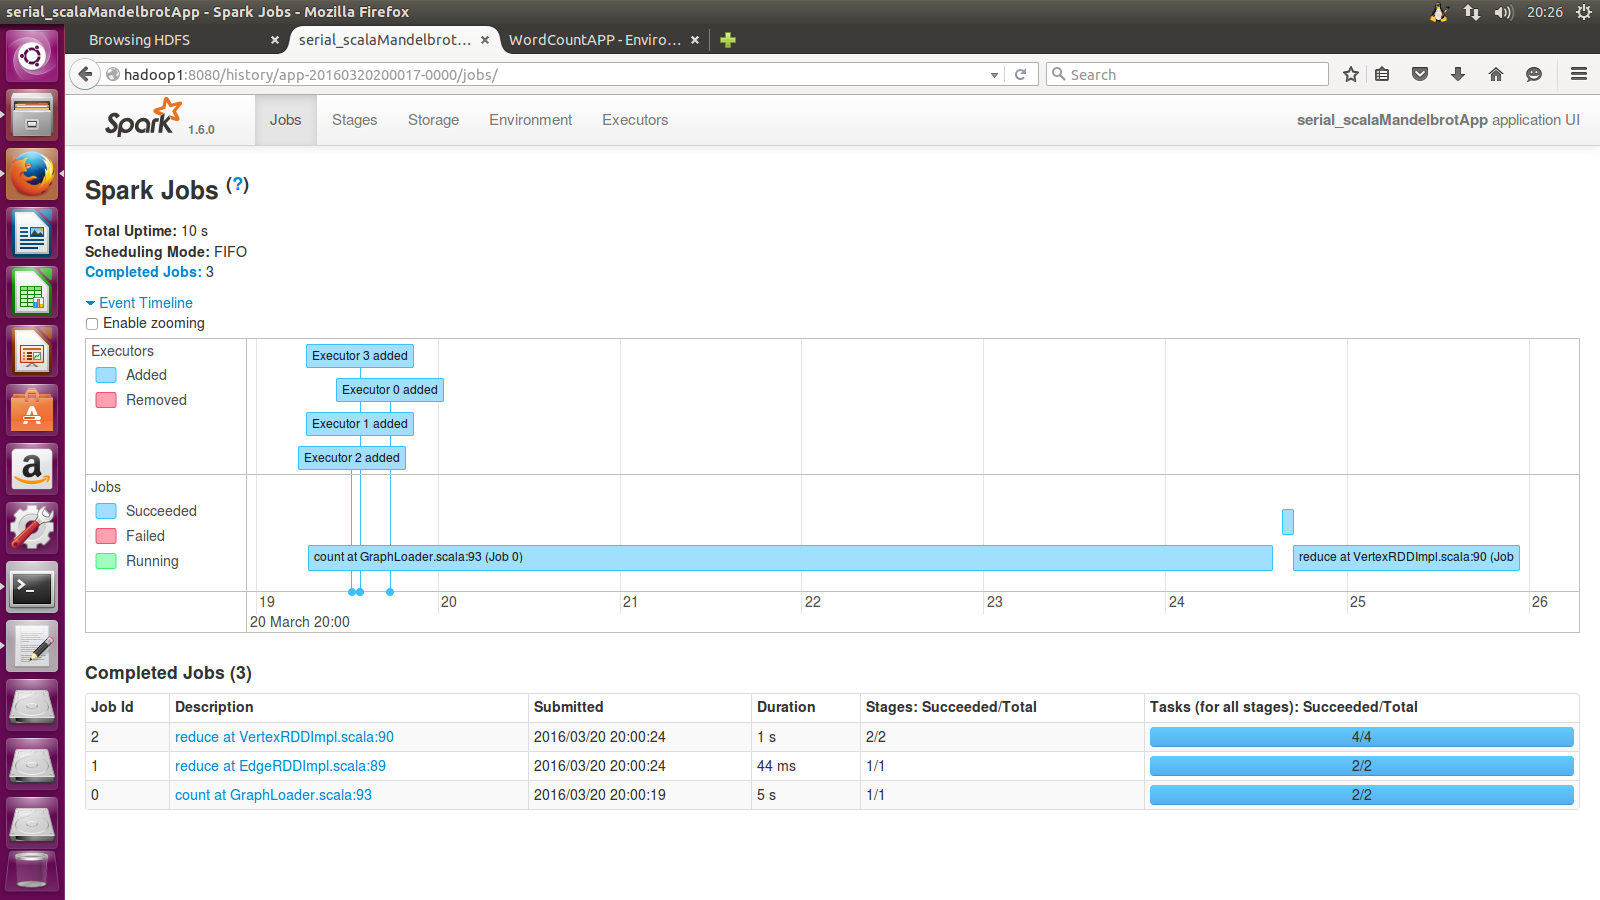 serial_scalaMandelbrotApp - Spark Jobs - Mozilla Firefox
20:26
Browsing HDFS
serial_scalaMandelbrot...
WordCountAPP - Enviro...
hadoop1:8080/history/app-20160320200017-0000/jobs/
Search
Spark 1.6.0
Jobs
Stages
Storage
Environment
Executors
serial_scalaMandelbrotApp application UI
Spark Jobs (?)
Total Uptime: 10 s
Scheduling Mode: FIFO
Completed Jobs: 3
Event Timeline
Enable zooming
Executors
Added
Removed
Executor 3 added
Executor 0 added
Executor 1 added
Executor 2 added
Jobs
Succeeded
Failed
Running
count at GraphLoader.scala:93 (Job 0)
reduce at VertexRDDImpl.scala:90 (Job
19 20 21 22 23 24 25 26
20 March 20:00
Completed Jobs (3)
Job Id Description Submitted Duration Stages: Succeeded/Total Tasks (for all stages): Succeeded/Total
2 reduce at VertexRDDImpl.scala:90 2016/03/20 20:00:24 1 s 2/2 4/4
1 reduce at EdgeRDDImpl.scala:89 2016/03/20 20:00:24 44 ms 1/1 2/2
0 count at GraphLoader.scala:93 2016/03/20 20:00:19 5 s 1/1 2/2